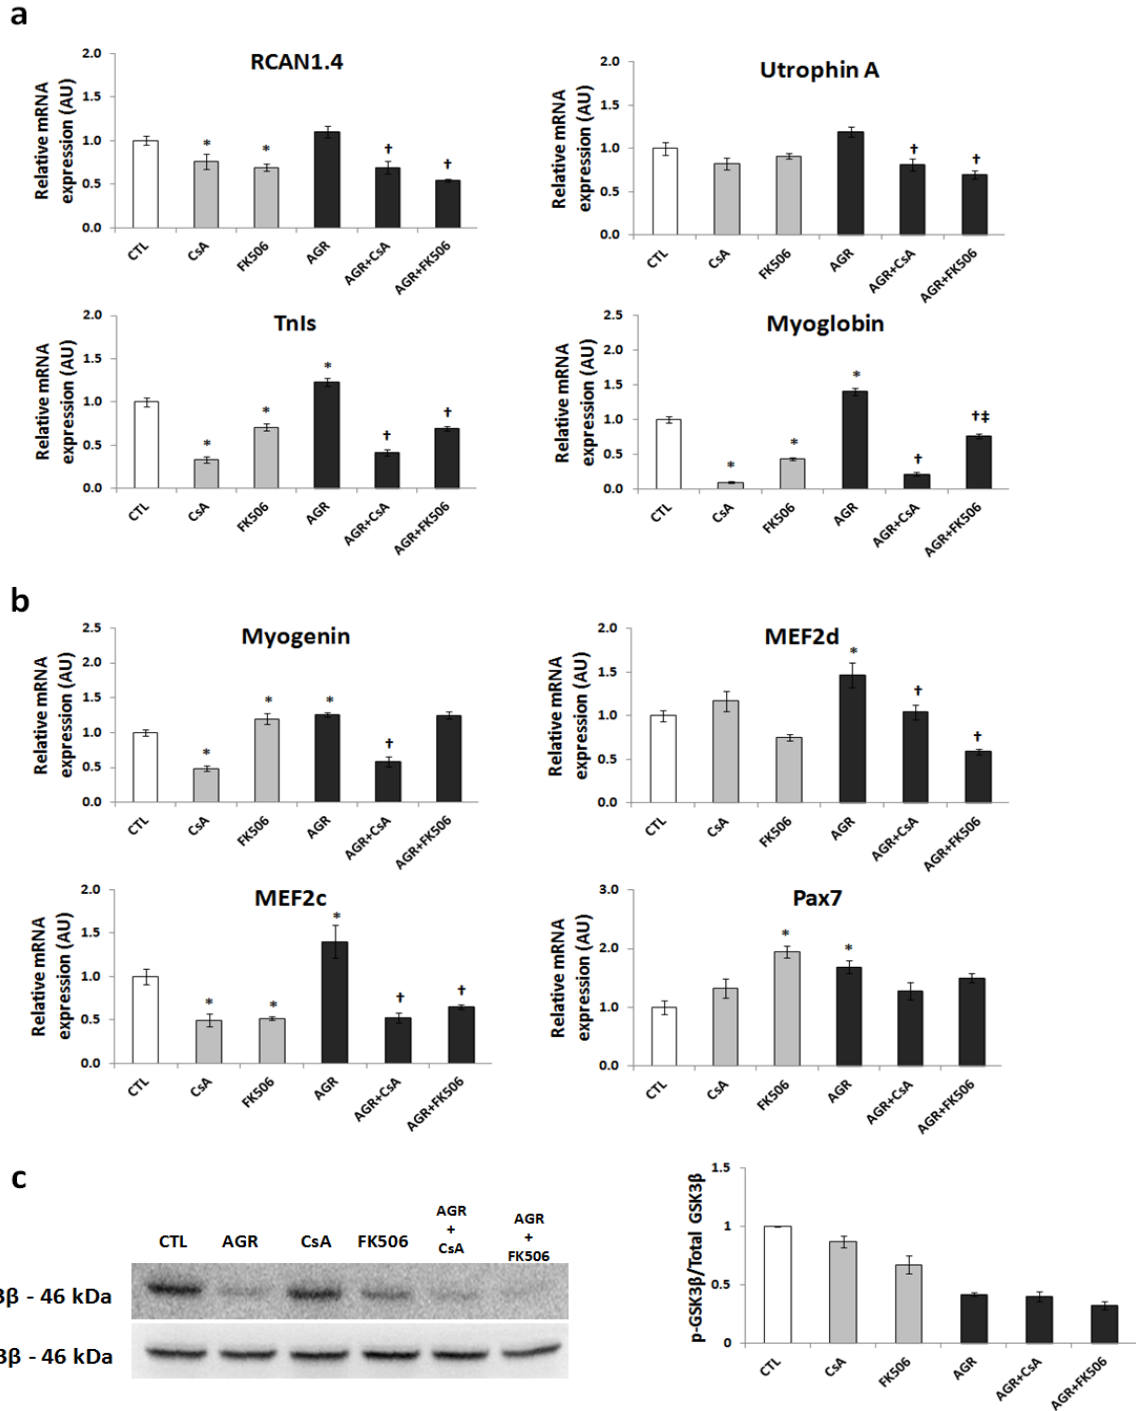 a
RCAN1.4
Relative mRNA
expression (AU)
2.0
1.5
1.0
0.5
0.0
* * † †
CTL CsA FK506 AGR AGR+CsA AGR+FK506
Utrophin A
Relative mRNA
expression (AU)
2.0
1.5
1.0
0.5
0.0
† †
CTL CsA FK506 AGR AGR+CsA AGR+FK506
TnIs
Relative mRNA
expression (AU)
2.0
1.5
1.0
0.5
0.0
* * * † †
CTL CsA FK506 AGR AGR+CsA AGR+FK506
Myoglobin
Relative mRNA
expression (AU)
2.5
2.0
1.5
1.0
0.5
0.0
* * * † †‡
CTL CsA FK506 AGR AGR+CsA AGR+FK506
b
Myogenin
Relative mRNA
expression (AU)
2.5
2.0
1.5
1.0
0.5
0.0
* * * †
CTL CsA FK506 AGR AGR+CsA AGR+FK506
MEF2d
Relative mRNA
expression (AU)
2.0
1.5
1.0
0.5
0.0
* † †
CTL CsA FK506 AGR AGR+CsA AGR+FK506
MEF2c
Relative mRNA
expression (AU)
2.0
1.5
1.0
0.5
0.0
* * * † †
CTL CsA FK506 AGR AGR+CsA AGR+FK506
Pax7
Relative mRNA
expression (AU)
3.0
2.0
1.0
0.0
* *
CTL CsA FK506 AGR AGR+CsA AGR+FK506
c
CTL AGR CsA FK506
AGR
+
CsA
AGR
+
FK506
3β - 46 kDa
3β - 46 kDa
p-GSK3β/Total GSK3β
1.5
1
0.5
0
CTL CsA FK506 AGR AGR+CsA AGR+FK506